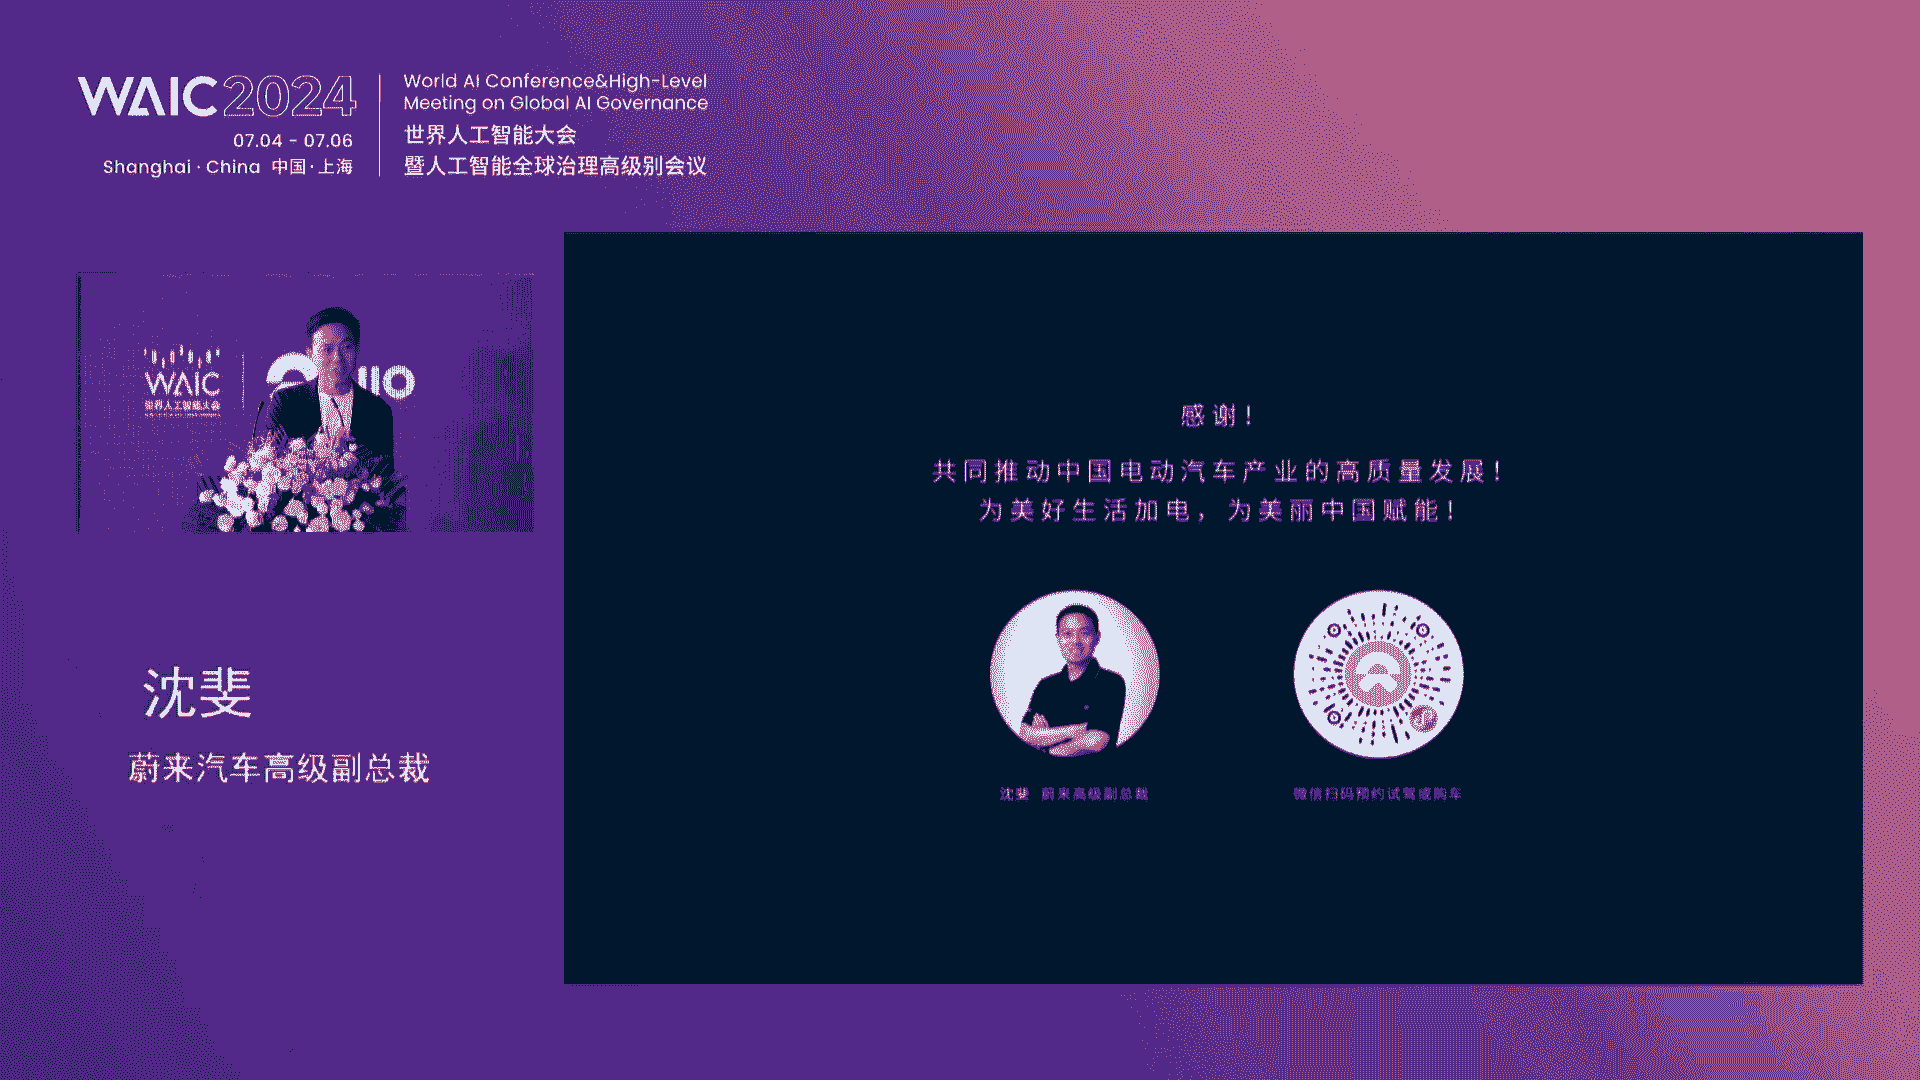 WAIC 2024
07.04 - 07.06
Shanghai · China 中国·上海
World AI Conference&High-Level
Meeting on Global AI Governance
世界人工智能大会
暨人工智能全球治理高级别会议
WAIC
世界人工智能大会
沈斐
蔚来汽车高级副总裁
感谢!
共同推动中国电动汽车产业的高质量发展!
为美好生活加电,为美丽中国赋能!
沈斐 蔚来高级副总裁
微信扫码预约试驾或购车